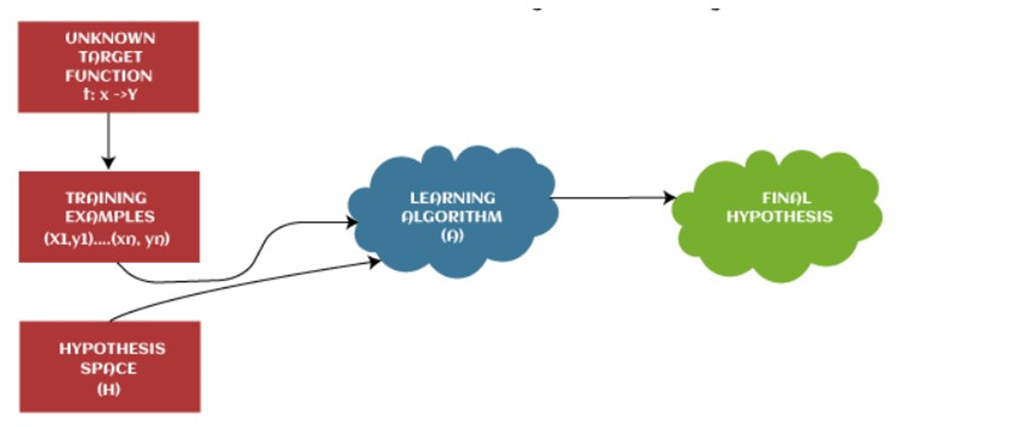 UNKNOWN
TARGET
FUNCTION
f: x ->Y
TRAINING
EXAMPLES
(X1,y1)....(xn, yn)
HYPOTHESIS
SPACE
(H)
LEARNING
ALGORITHM
(A)
FINAL
HYPOTHESIS